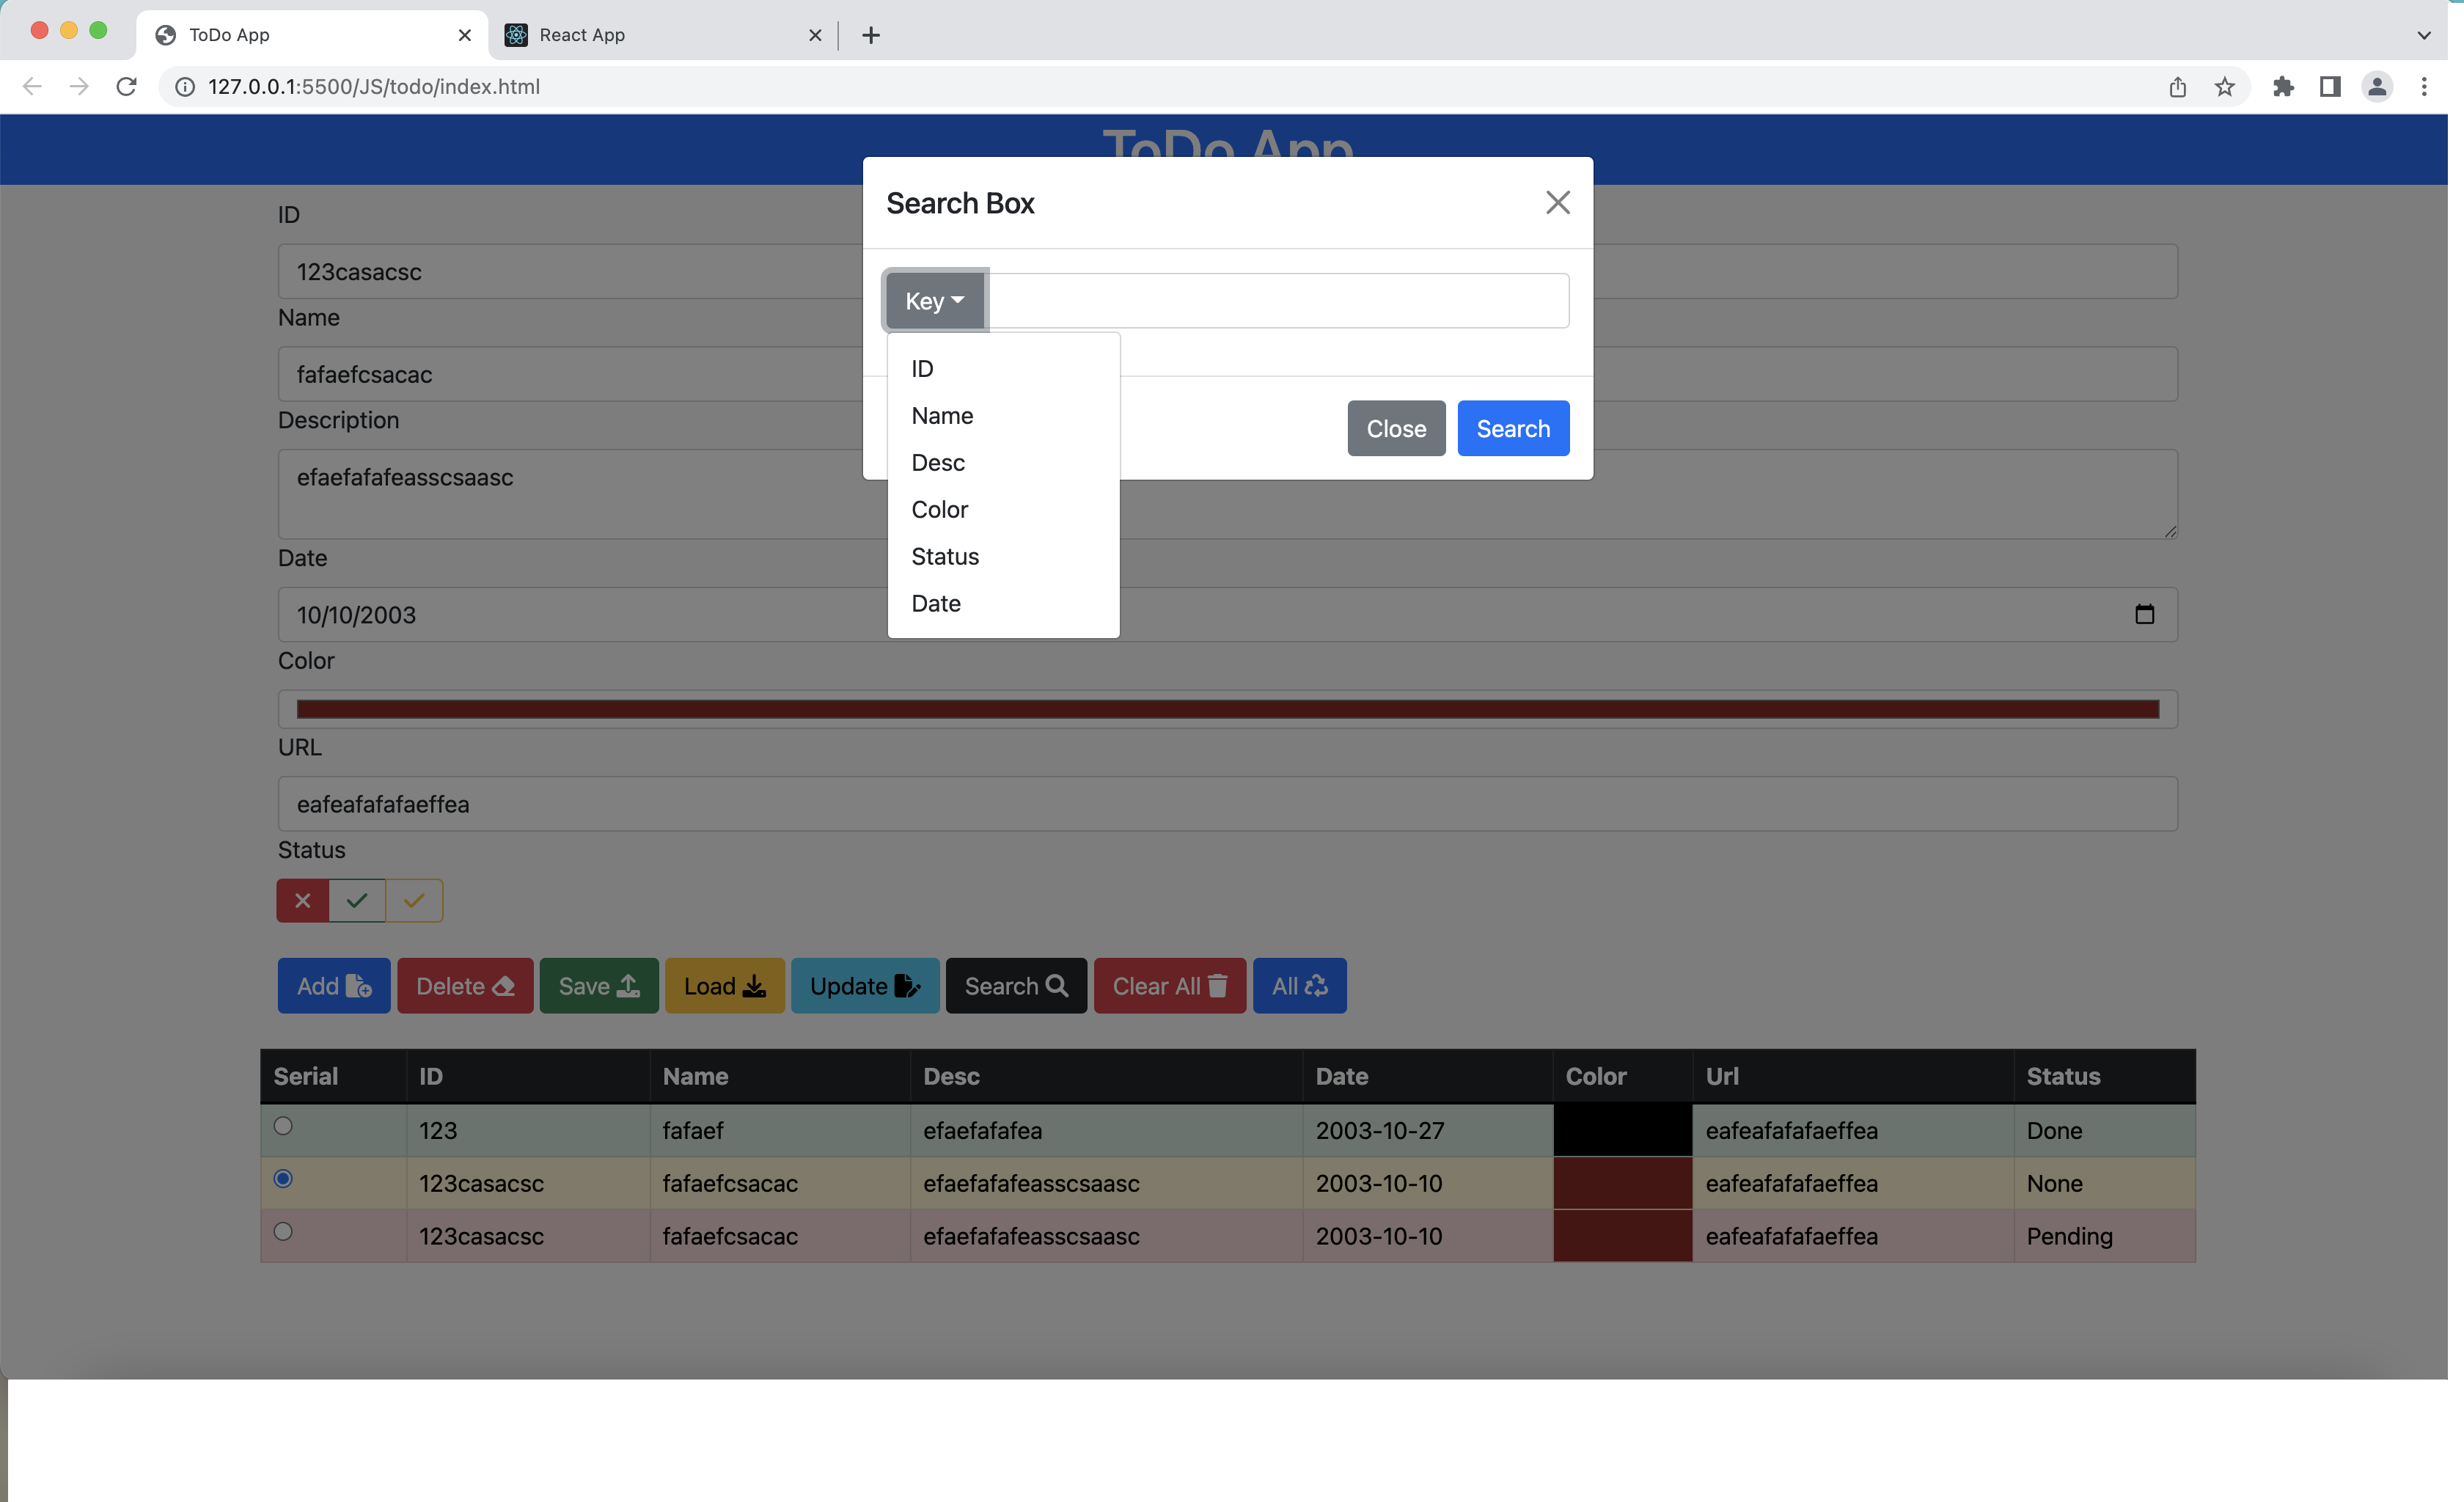 ToDo App
React App
127.0.0.1:5500/JS/todo/index.html
ToDo App
Search Box
Key
ID
Name
Desc
Color
Status
Date
Close Search
ID
123casacsc
Name
fafaefcsacac
Description
efaefafafeasscsaasc
Date
10/10/2003
Color
URL
eafeafafafaeffea
Status
Add Delete Save Load Update Search Clear All All
Serial ID Name Desc Date Color Url Status
123 fafaef efaefafafea 2003-10-27 eafeafafafaeffea Done
123casacsc fafaefcsacac efaefafafeasscsaasc 2003-10-10 eafeafafafaeffea None
123casacsc fafaefcsacac efaefafafeasscsaasc 2003-10-10 eafeafafafaeffea Pending